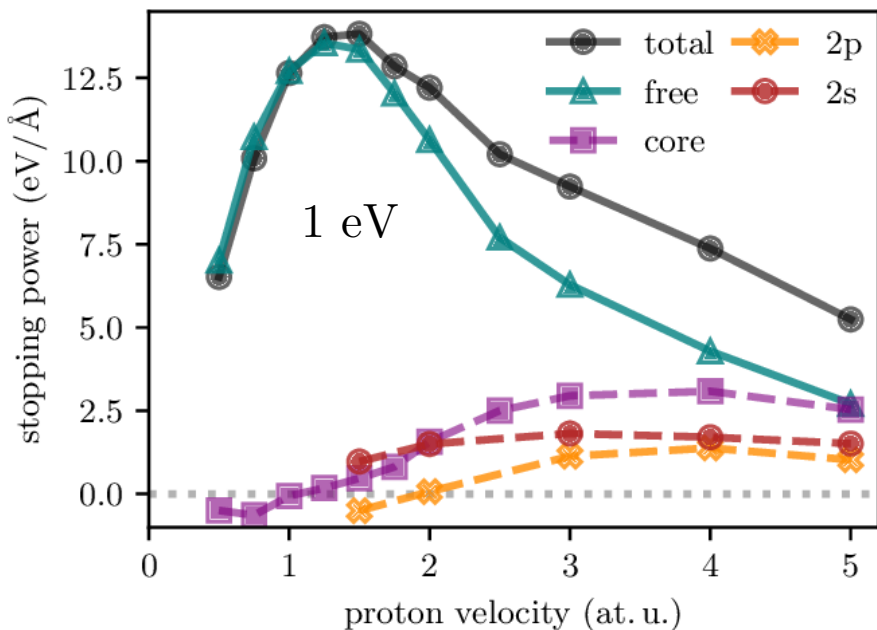 total
free
core
2p
2s
1 eV
stopping power (eV/Å)
12.5
10.0
7.5
5.0
2.5
0.0
0 1 2 3 4 5
proton velocity (at. u.)